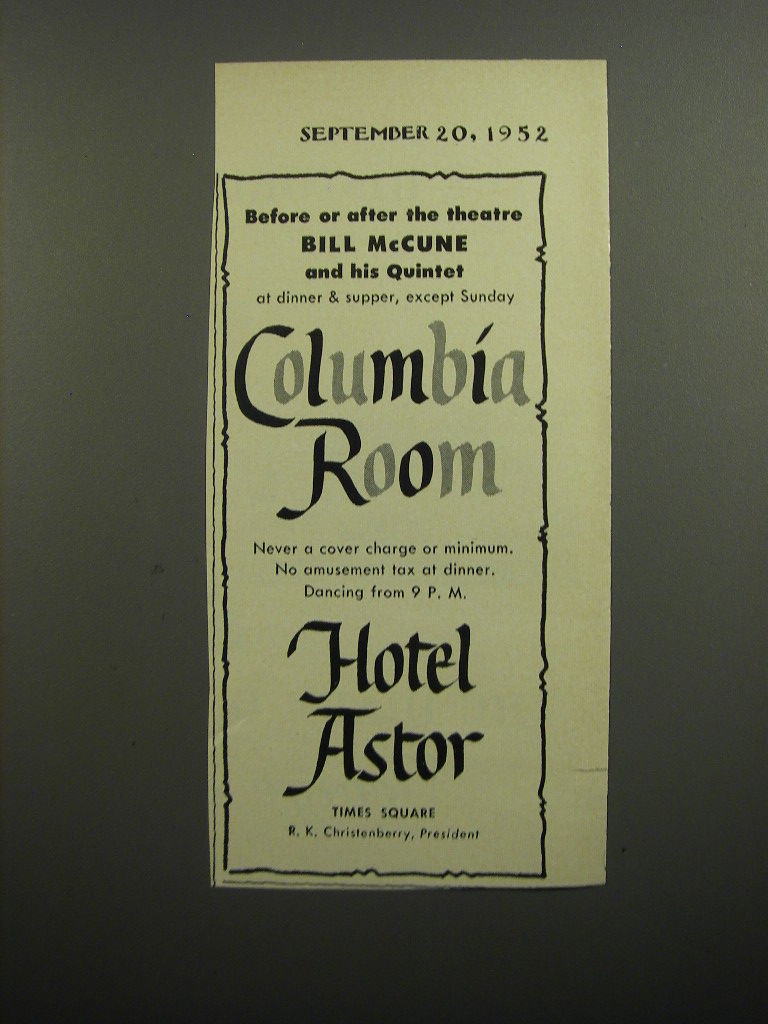 SEPTEMBER 20, 1952
Before or after the theatre
BILL McCUNE
and his Quintet
at dinner & supper, except Sunday
Columbia
Room
Never a cover charge or minimum.
No amusement tax at dinner.
Dancing from 9 P. M.
Hotel
Astor
TIMES SQUARE
R. K. Christenberry, President